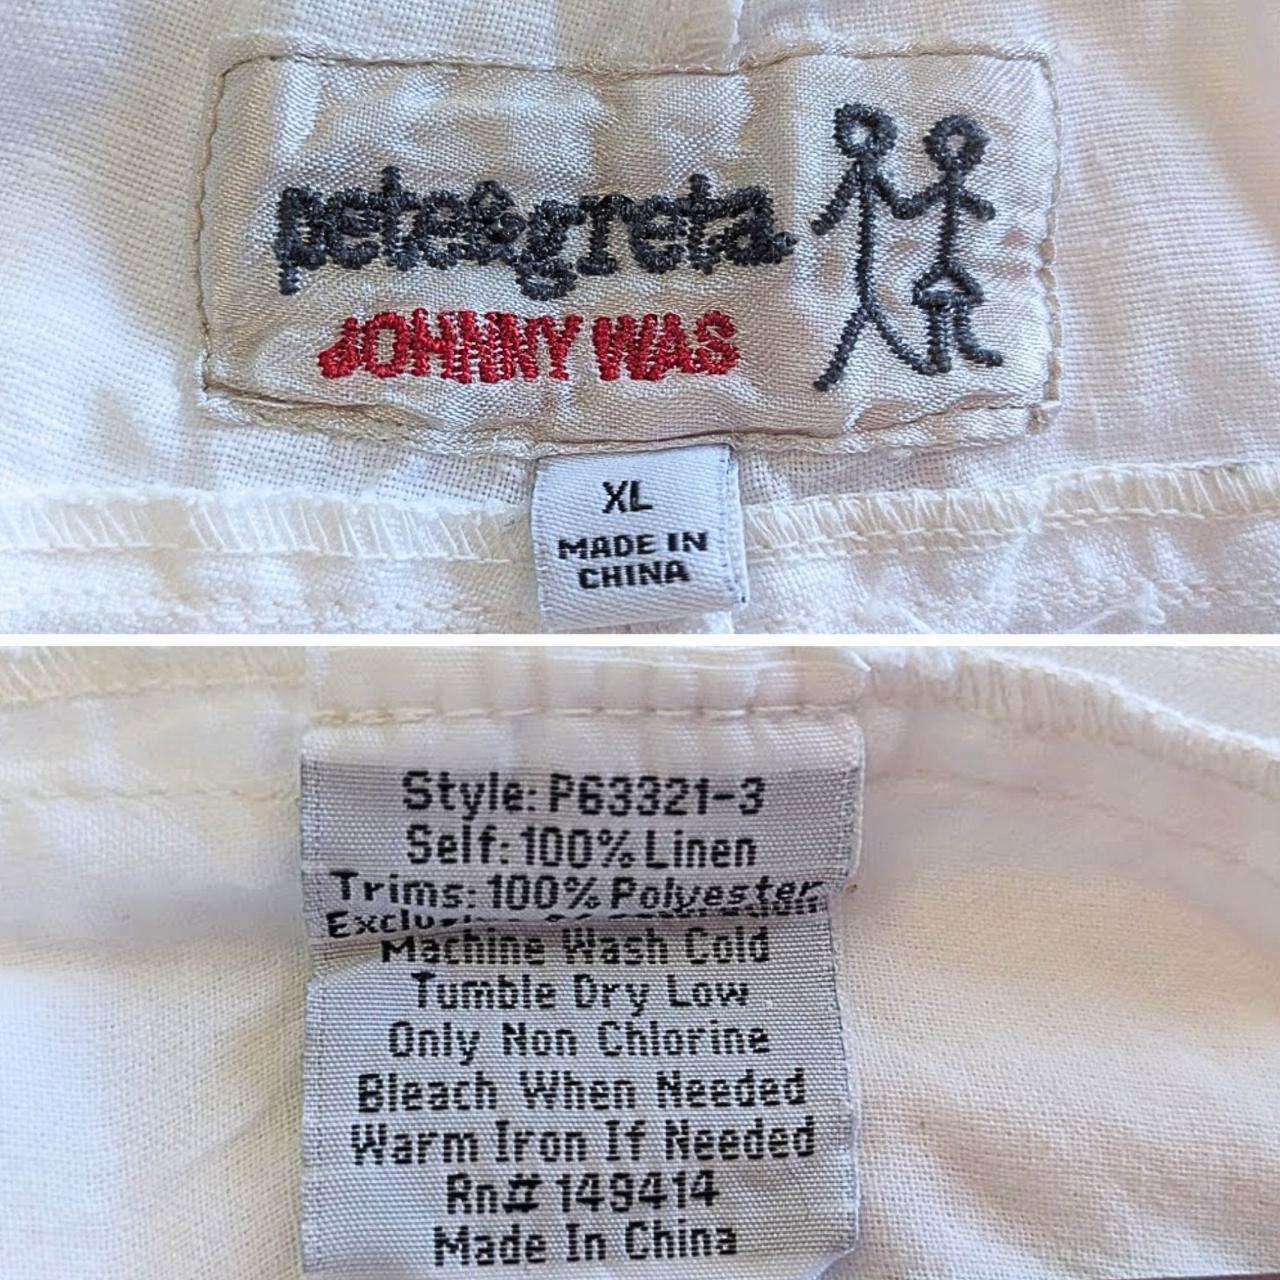 pete&greta.
JOHNNY WAS
XL
MADE IN
CHINA
Style: P63321-3
Self: 100% Linen
Trims: 100% Polyester
Machine Wash Cold
Tumble Dry Low
Only Non Chlorine
Bleach When Needed
Warm Iron If Needed
Rn# 149414
Made In China